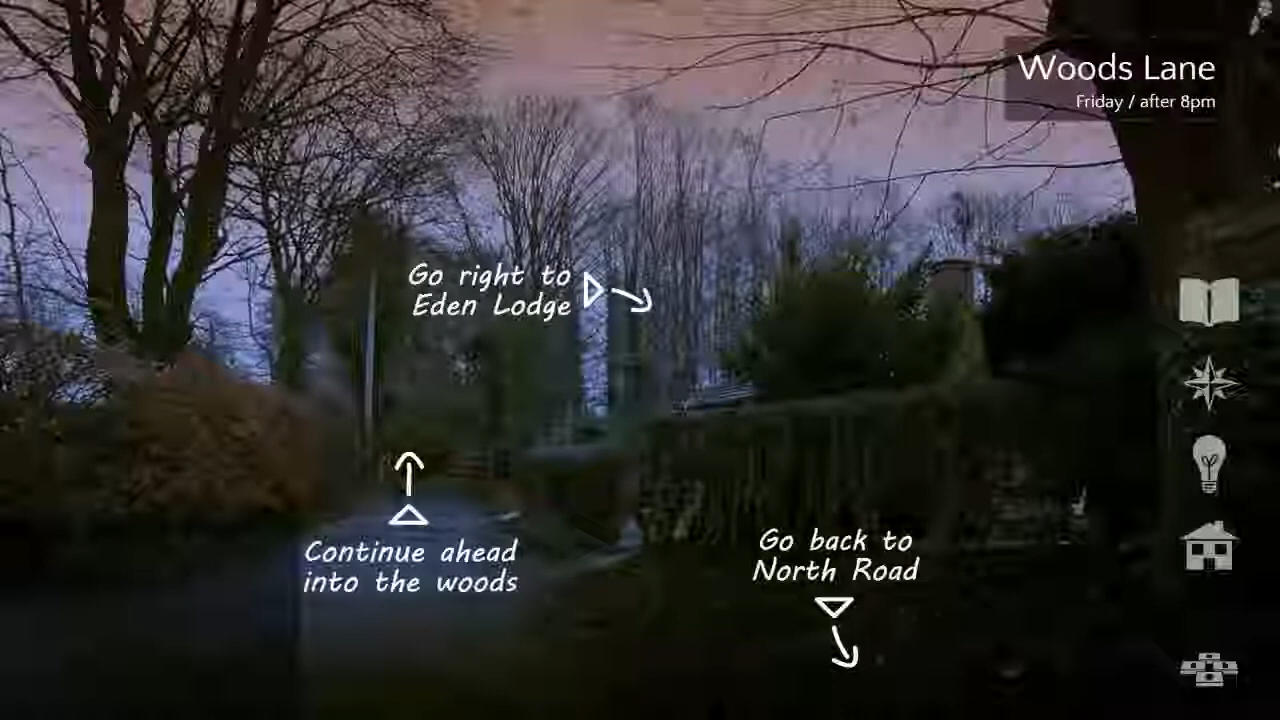 Woods Lane
Friday / after 8pm
Go right to
Eden Lodge
Continue ahead
into the woods
Go back to
North Road